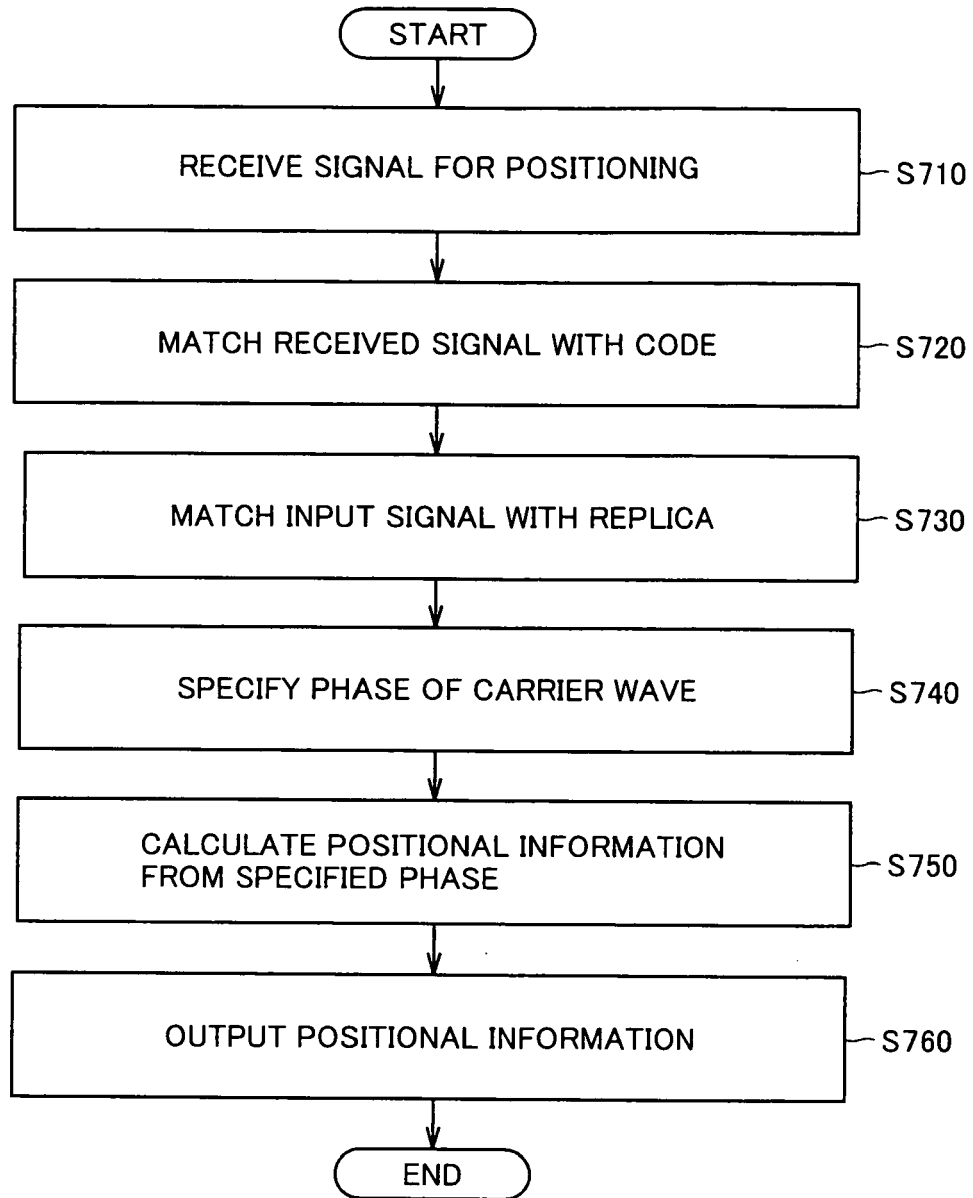 START
RECEIVE SIGNAL FOR POSITIONING
S710
MATCH RECEIVED SIGNAL WITH CODE
S720
MATCH INPUT SIGNAL WITH REPLICA
S730
SPECIFY PHASE OF CARRIER WAVE
S740
CALCULATE POSITIONAL INFORMATION
FROM SPECIFIED PHASE
S750
OUTPUT POSITIONAL INFORMATION
S760
END